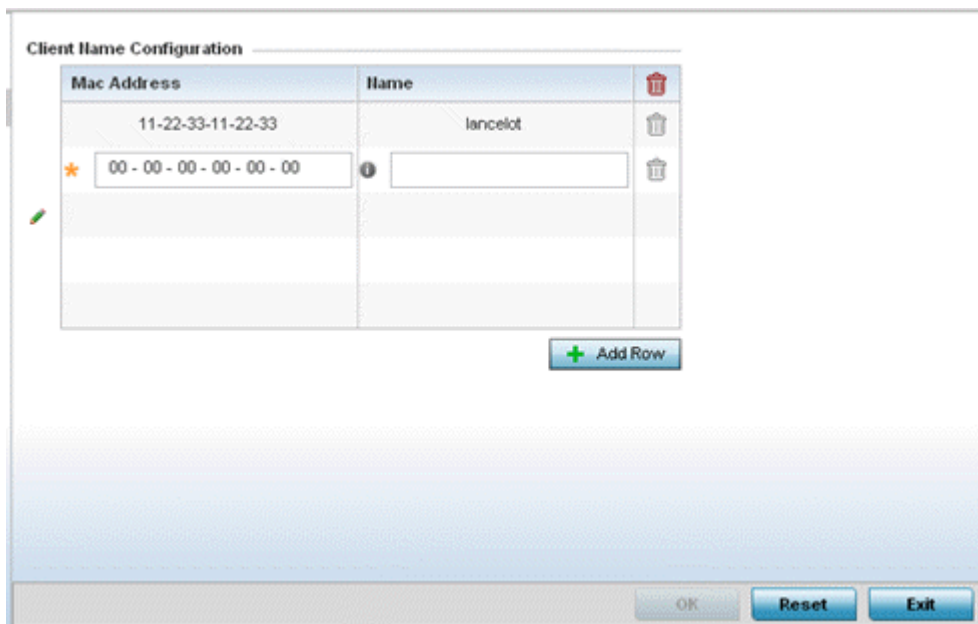 Client Name Configuration
Mac Address Name
11-22-33-11-22-33 lancelot
00 - 00 - 00 - 00 - 00 - 00
Add Row
OK Reset Exit